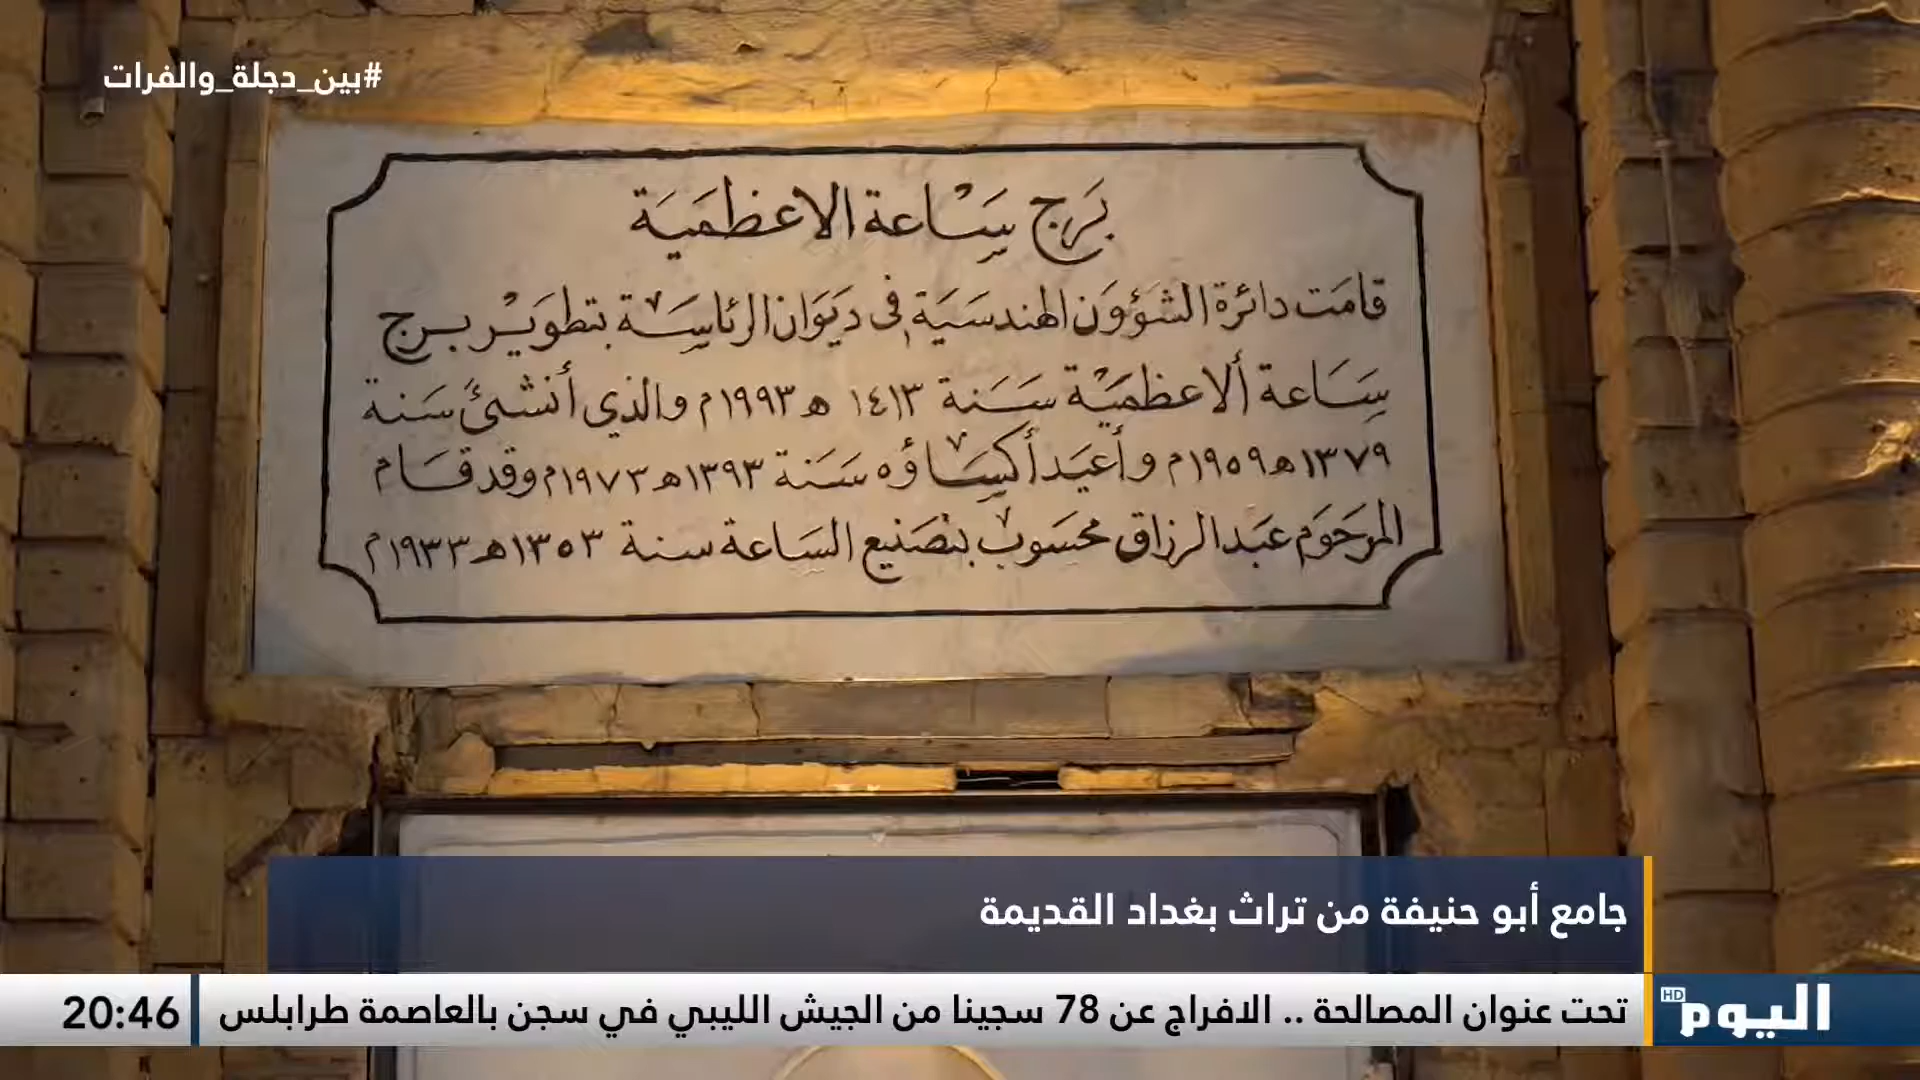 #بين_دجلة_والفرات
برج ساعة الاعظمية
قامت دائرة الشؤون الهندسية في ديوان الرئاسة بتطوير برج
ساعة ألاعظمية سنة ١٤١٣ هـ ١٩٩٣م والذي أنشئ سنة
١٣٧٩هـ ١٩٥٩م وأعيد أكساؤه سنة ١٣٩٣هـ ١٩٧٣م وقد قام
المرحوم عبد الرزاق محسوب بتصنيع الساعة سنة ١٣٥٣هـ ١٩٣٣م
جامع أبو حنيفة من تراث بغداد القديمة
تحت عنوان المصالحة .. الافراج عن 78 سجينا من الجيش الليبي في سجن بالعاصمة طرابلس
20:46
اليوم HD